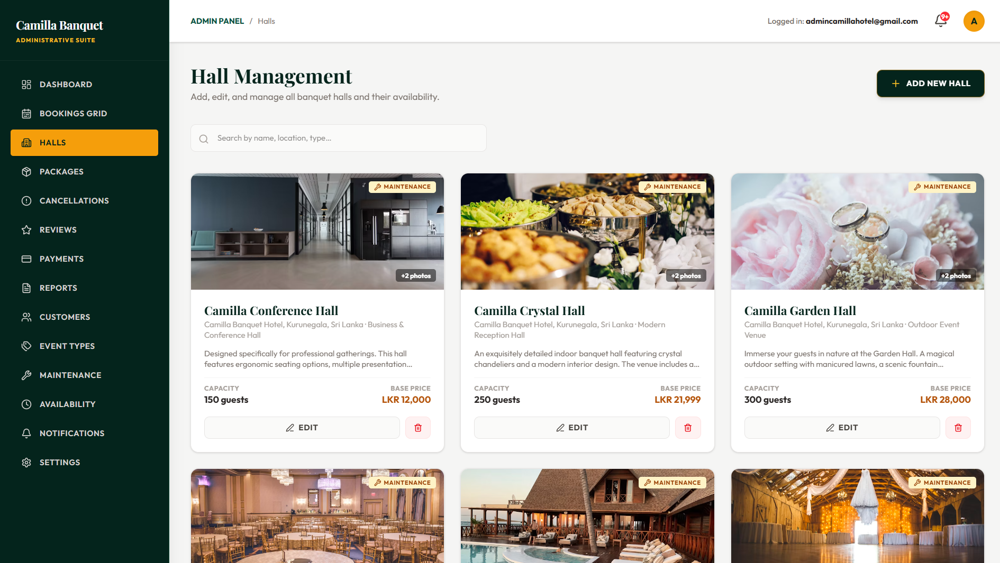 Camilla Banquet
ADMINISTRATIVE SUITE
DASHBOARD
BOOKINGS GRID
HALLS
PACKAGES
CANCELLATIONS
REVIEWS
PAYMENTS
REPORTS
CUSTOMERS
EVENT TYPES
MAINTENANCE
AVAILABILITY
NOTIFICATIONS
SETTINGS
ADMIN PANEL / Halls
Logged in: admincamillahotel@gmail.com
9+
A
Hall Management
Add, edit, and manage all banquet halls and their availability.
+ ADD NEW HALL
Search by name, location, type...
MAINTENANCE
+2 photos
Camilla Conference Hall
Camilla Banquet Hotel, Kurunegala, Sri Lanka · Business &
Conference Hall
Designed specifically for professional gatherings. This hall
features ergonomic seating options, multiple presentation...
CAPACITY
150 guests
BASE PRICE
LKR 12,000
EDIT
MAINTENANCE
+2 photos
Camilla Crystal Hall
Camilla Banquet Hotel, Kurunegala, Sri Lanka · Modern
Reception Hall
An exquisitely detailed indoor banquet hall featuring crystal
chandeliers and a modern interior design. The venue includes a...
CAPACITY
250 guests
BASE PRICE
LKR 21,999
EDIT
MAINTENANCE
+2 photos
Camilla Garden Hall
Camilla Banquet Hotel, Kurunegala, Sri Lanka · Outdoor Event
Venue
Immerse your guests in nature at the Garden Hall. A magical
outdoor setting with manicured lawns, a scenic fountain...
CAPACITY
300 guests
BASE PRICE
LKR 28,000
EDIT
MAINTENANCE
MAINTENANCE
MAINTENANCE